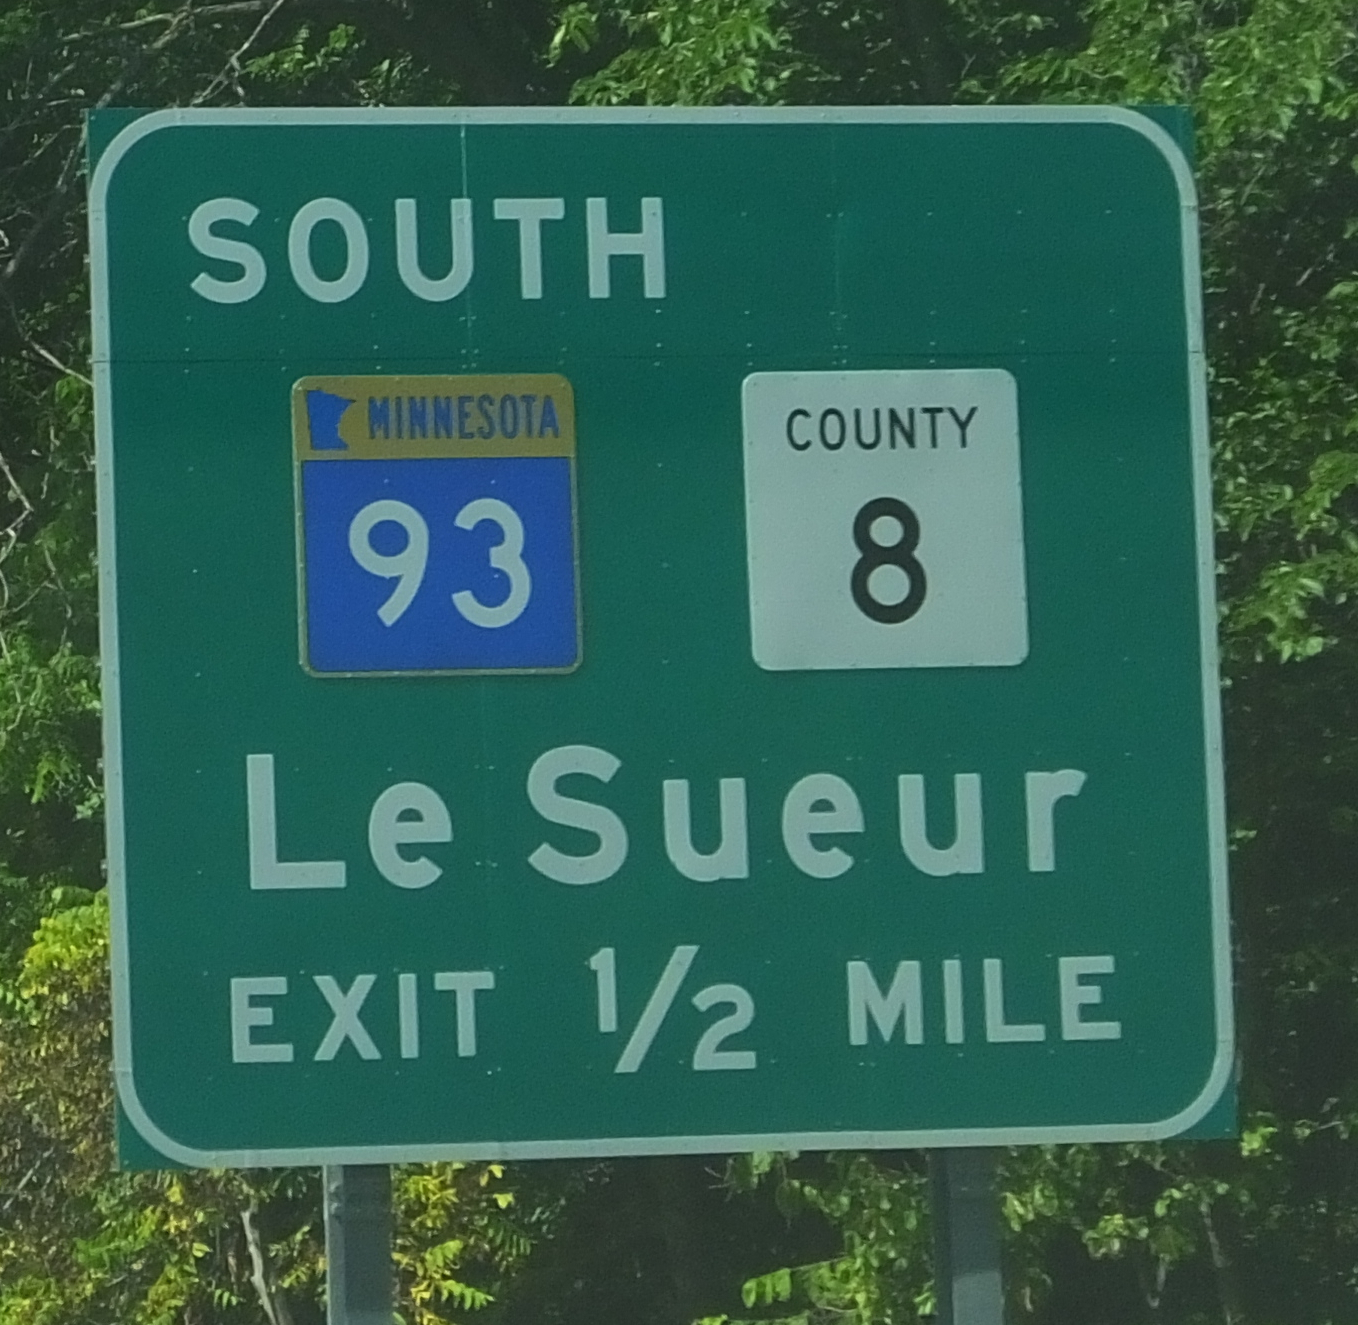 SOUTH
MINNESOTA
93
COUNTY
8
Le Sueur
EXIT 1/2 MILE